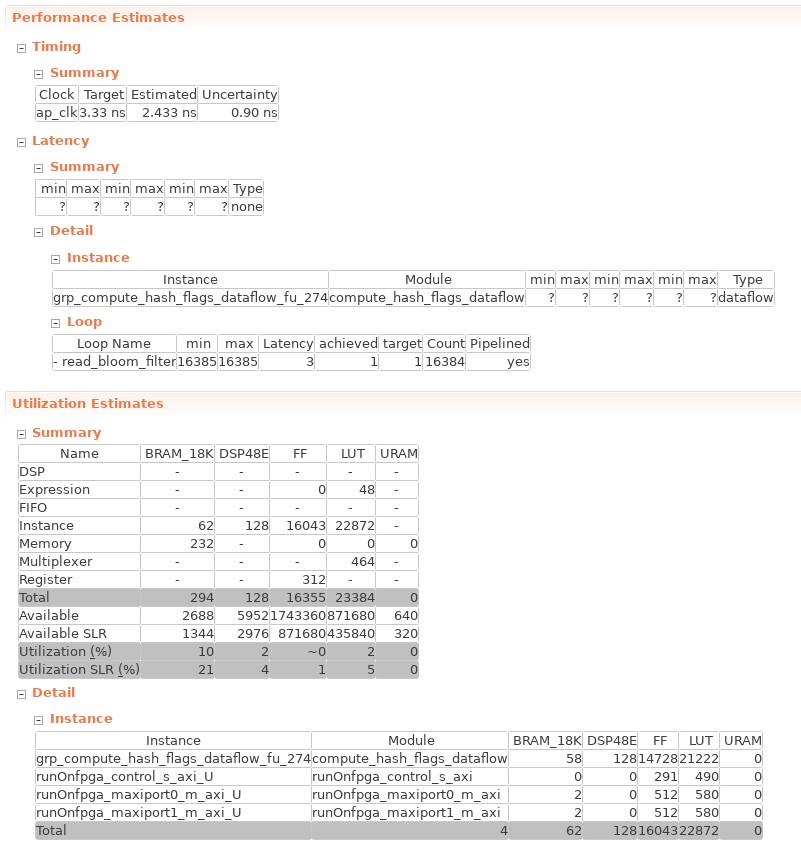 Performance Estimates
Timing
Summary
Clock Target Estimated Uncertainty
ap_clk 3.33 ns 2.433 ns 0.90 ns
Latency
Summary
min max min max min max Type
? ? ? ? ? ? none
Detail
Instance
Instance Module min max min max min max Type
grp_compute_hash_flags_dataflow_fu_274 compute_hash_flags_dataflow ? ? ? ? ? ? dataflow
Loop
Loop Name min max Latency achieved target Count Pipelined
- read_bloom_filter 16385 16385 3 1 1 16384 yes
Utilization Estimates
Summary
Name BRAM_18K DSP48E FF LUT URAM
DSP - - - - -
Expression - - 0 48 -
FIFO - - - - -
Instance 62 128 16043 22872 -
Memory 232 - 0 0 0
Multiplexer - - - 464 -
Register - - 312 - -
Total 294 128 16355 23384 0
Available 2688 5952 1743360 871680 640
Available SLR 1344 2976 871680 435840 320
Utilization (%) 10 2 ~0 2 0
Utilization SLR (%) 21 4 1 5 0
Detail
Instance
Instance Module BRAM_18K DSP48E FF LUT URAM
grp_compute_hash_flags_dataflow_fu_274 compute_hash_flags_dataflow 58 128 14728 21222 0
runOnfpga_control_s_axi_U runOnfpga_control_s_axi 0 0 291 490 0
runOnfpga_maxiport0_m_axi_U runOnfpga_maxiport0_m_axi 2 0 512 580 0
runOnfpga_maxiport1_m_axi_U runOnfpga_maxiport1_m_axi 2 0 512 580 0
Total 4 62 128 16043 22872 0